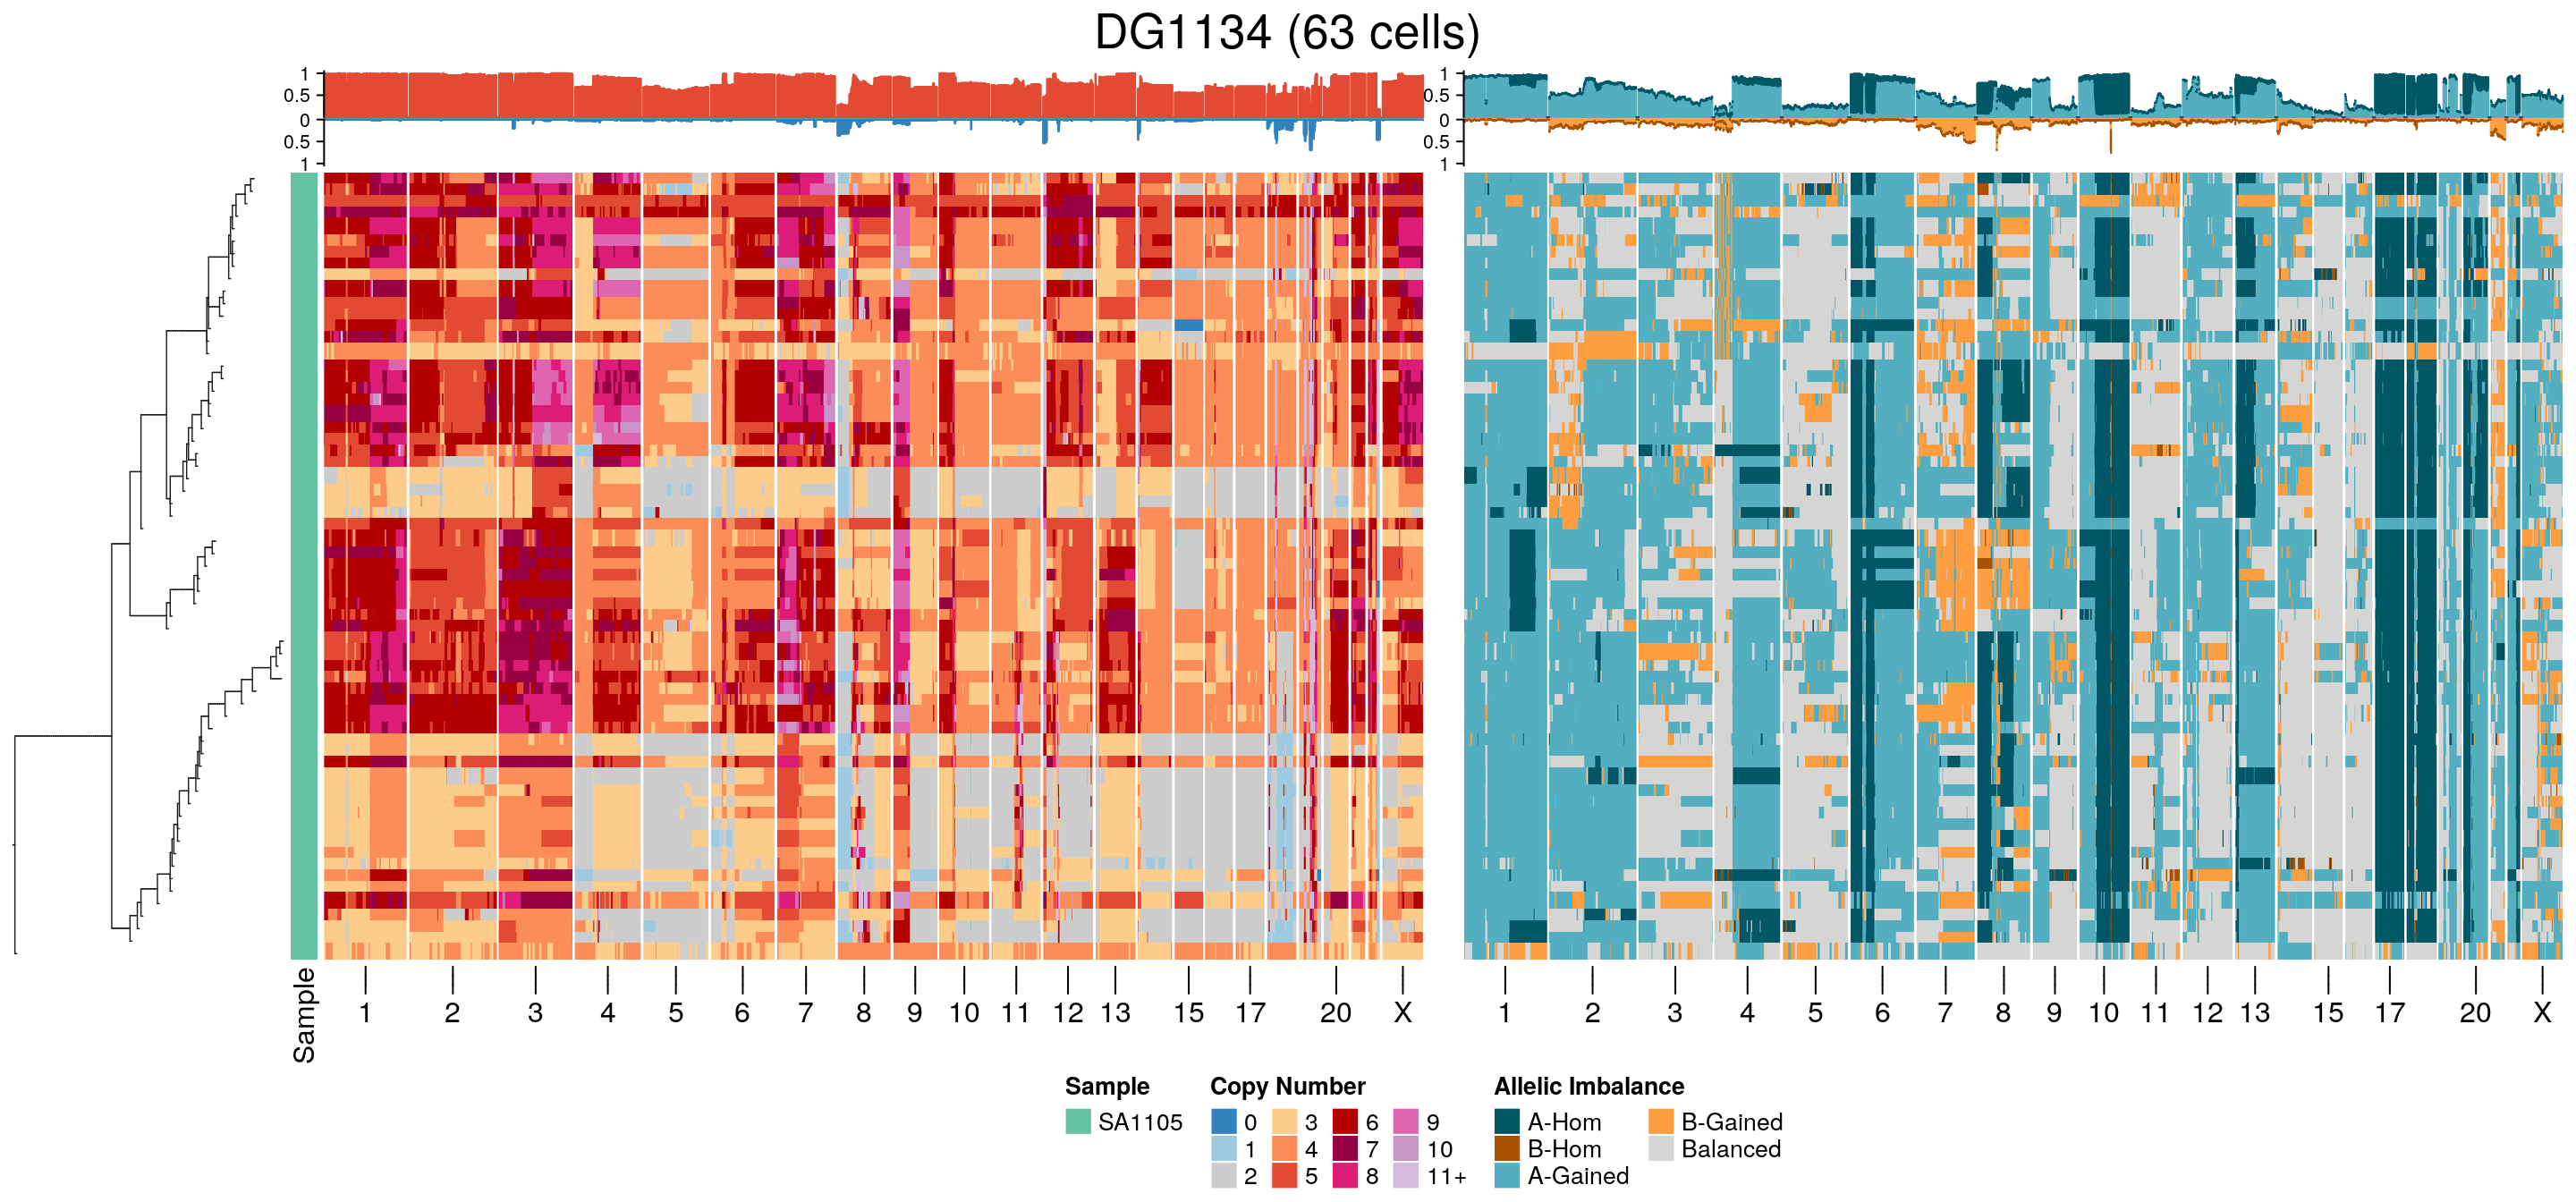 DG1134 (63 cells)
1
0.5
0
0.5
1
1
0.5
0
0.5
1
Sample
1 2 3 4 5 6 7 8 9 10 11 12 13 15 17 20 X
1 2 3 4 5 6 7 8 9 10 11 12 13 15 17 20 X
Sample
SA1105
Copy Number
0 3 6 9
1 4 7 10
2 5 8 11+
Allelic Imbalance
A-Hom B-Gained
B-Hom Balanced
A-Gained